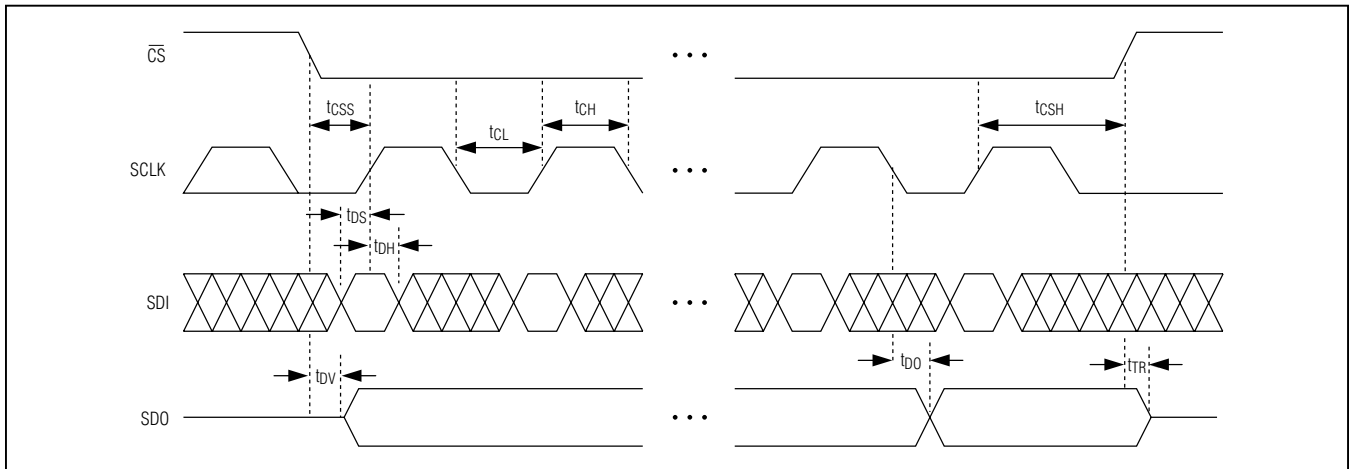 CS
• • •
tCSS
tCL
tCH
tCSH
SCLK
• • •
tDS
tDH
SDI
• • •
tDV
tDO
tTR
SDO
• • •